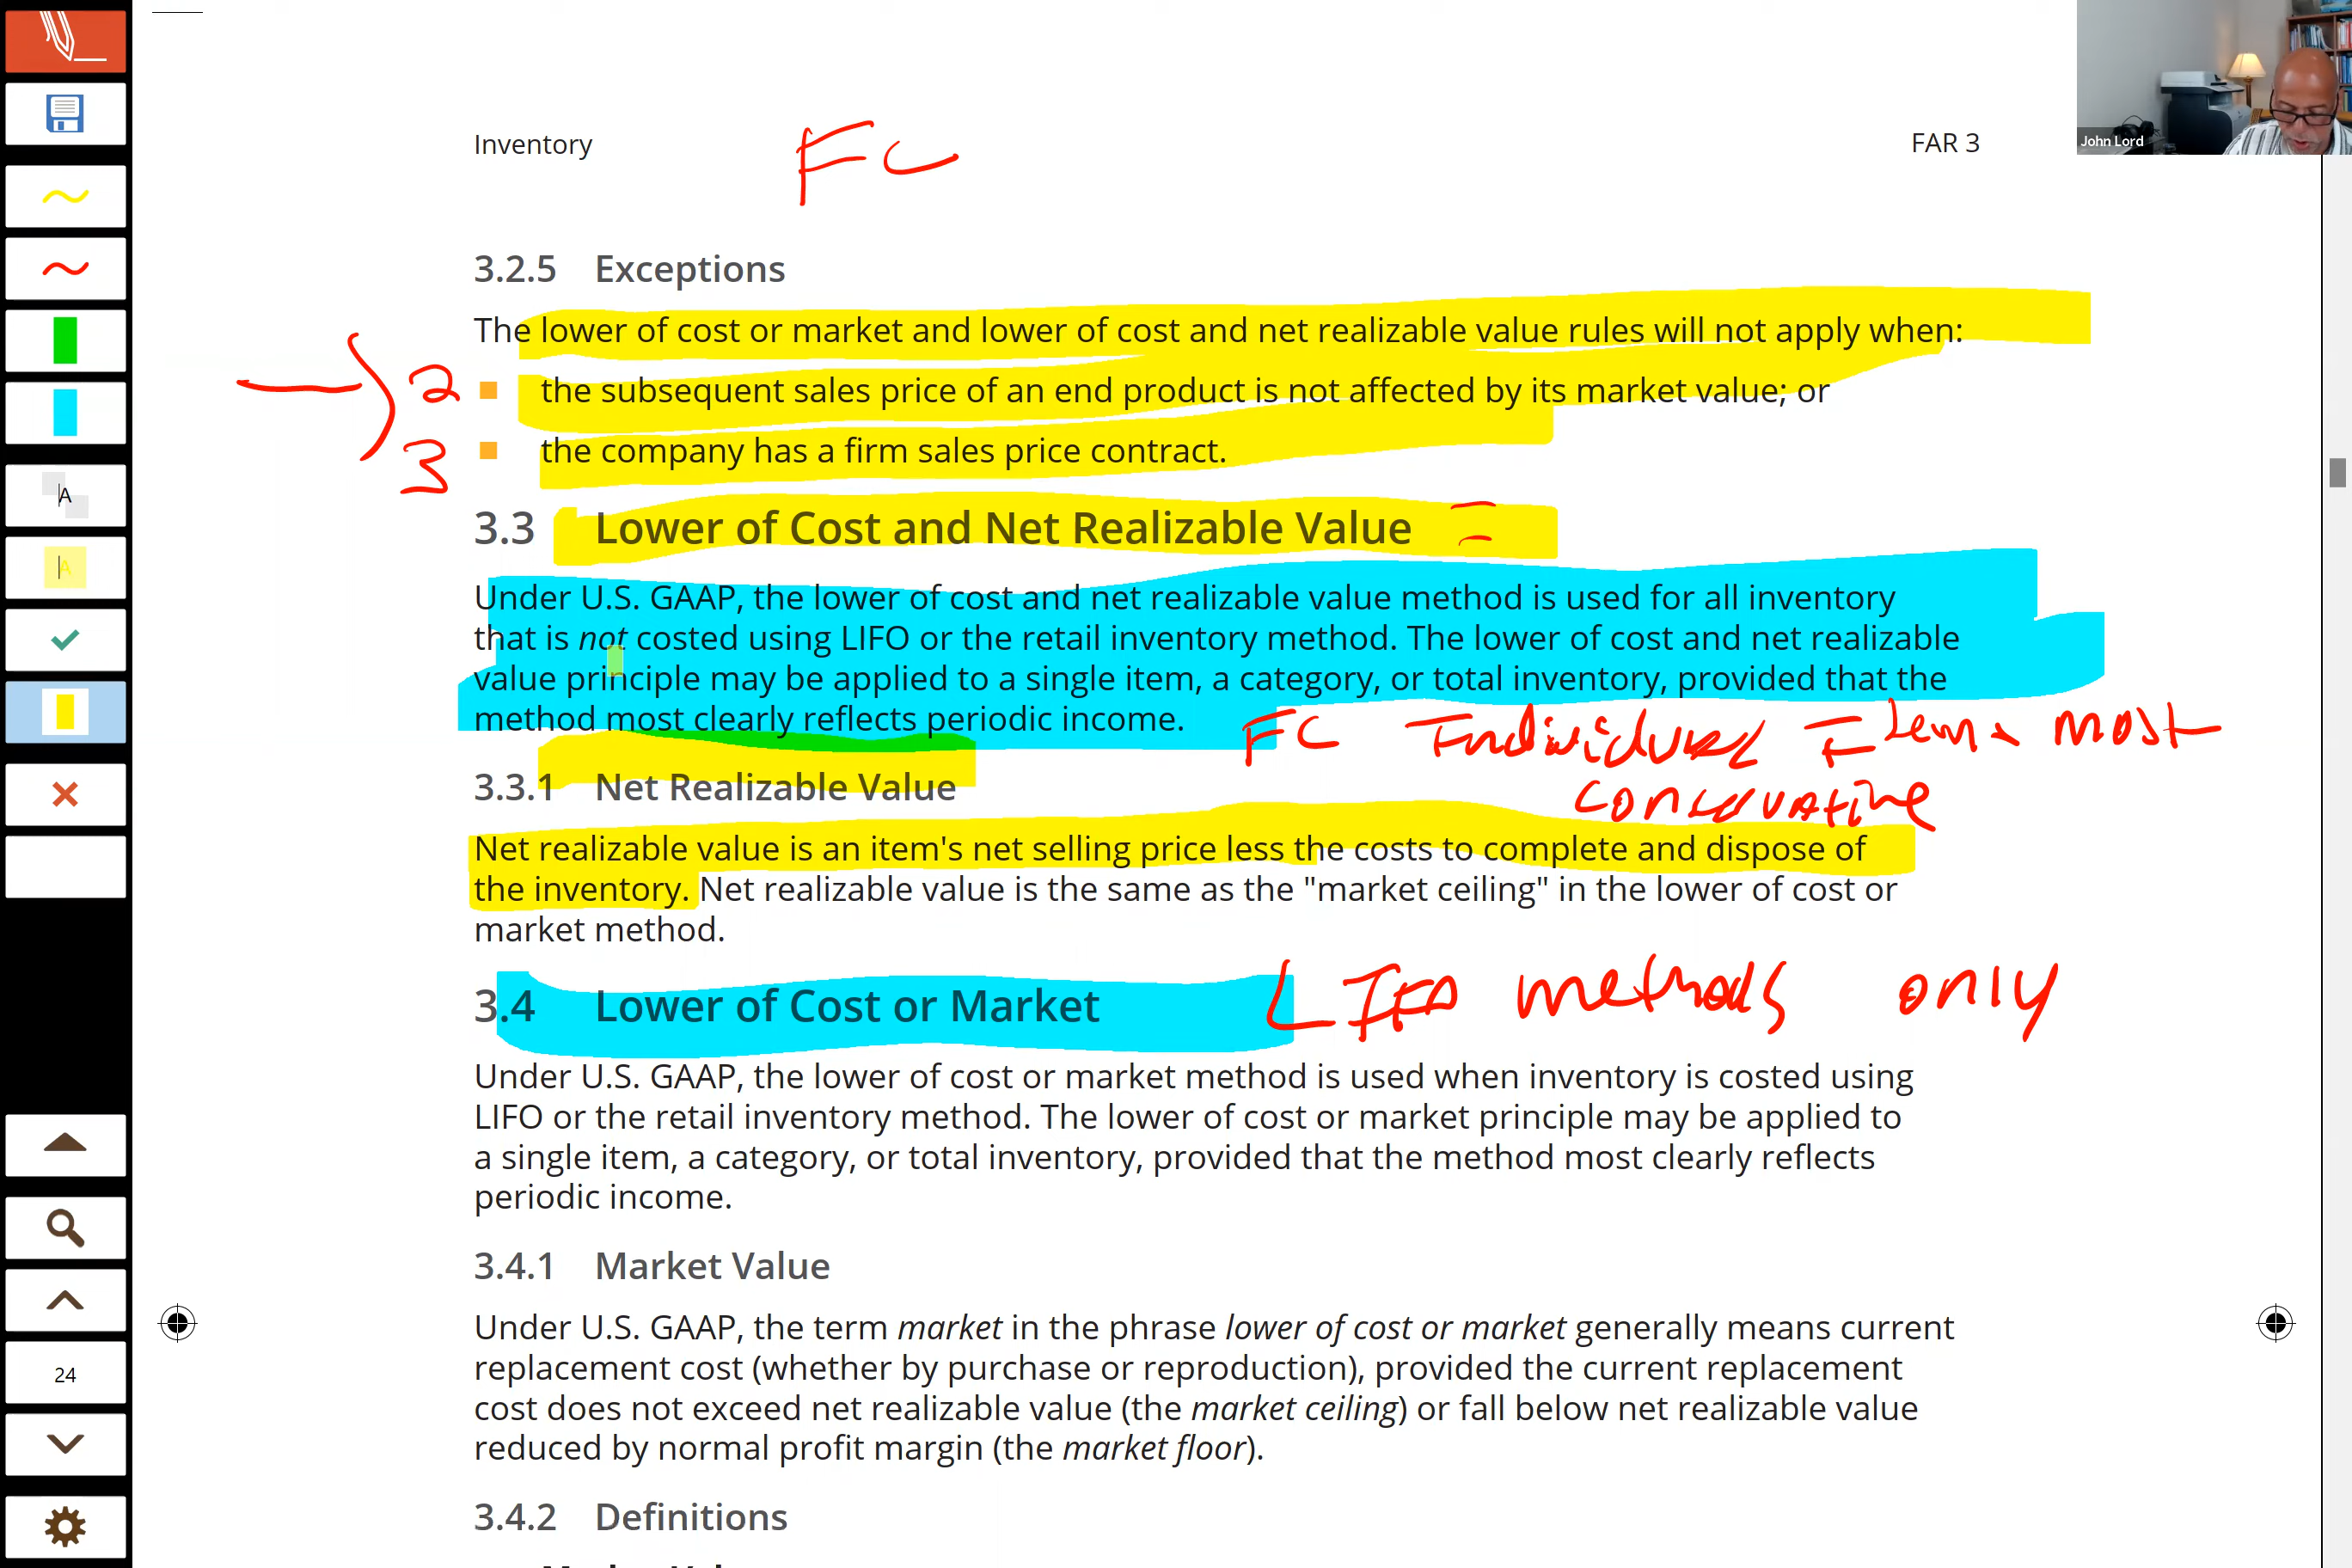 Inventory
FC
FAR 3
John Lord
3.2.5 Exceptions
The lower of cost or market and lower of cost and net realizable value rules will not apply when:
2 ■ the subsequent sales price of an end product is not affected by its market value; or
3 ■ the company has a firm sales price contract.
3.3 Lower of Cost and Net Realizable Value
Under U.S. GAAP, the lower of cost and net realizable value method is used for all inventory
that is not costed using LIFO or the retail inventory method. The lower of cost and net realizable
value principle may be applied to a single item, a category, or total inventory, provided that the
method most clearly reflects periodic income.
FC Individual Items most
conservative
3.3.1 Net Realizable Value
Net realizable value is an item's net selling price less the costs to complete and dispose of
the inventory. Net realizable value is the same as the "market ceiling" in the lower of cost or
market method.
3.4 Lower of Cost or Market LIFO methods only
Under U.S. GAAP, the lower of cost or market method is used when inventory is costed using
LIFO or the retail inventory method. The lower of cost or market principle may be applied to
a single item, a category, or total inventory, provided that the method most clearly reflects
periodic income.
3.4.1 Market Value
Under U.S. GAAP, the term market in the phrase lower of cost or market generally means current
replacement cost (whether by purchase or reproduction), provided the current replacement
cost does not exceed net realizable value (the market ceiling) or fall below net realizable value
reduced by normal profit margin (the market floor).
3.4.2 Definitions
A
A
24